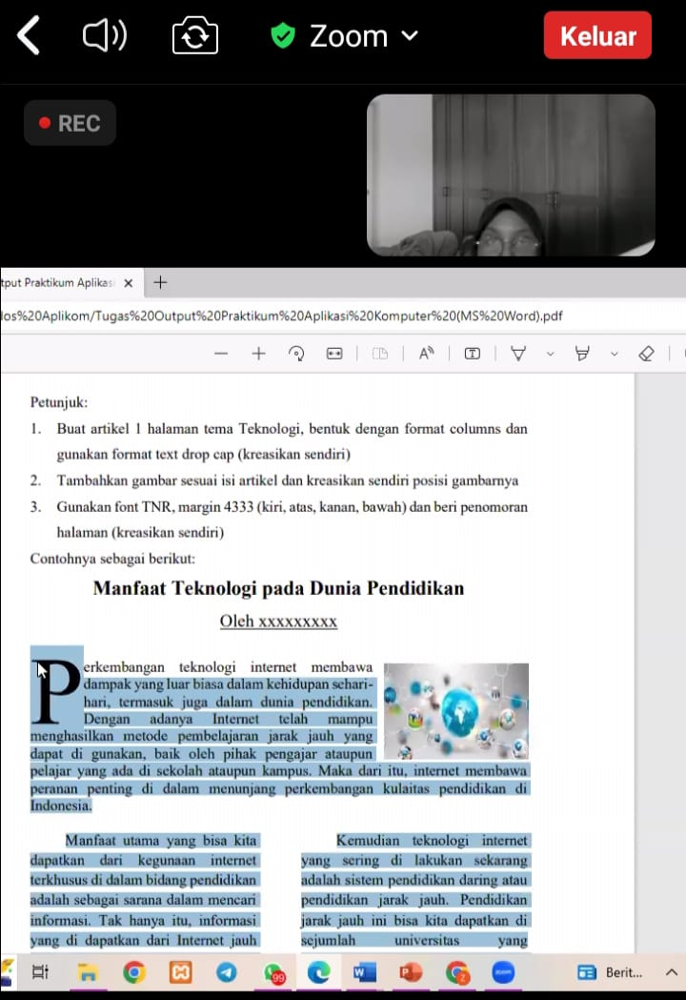 Zoom
Keluar
REC
tput Praktikum Aplikas
los%20Aplikom/Tugas%20Output%20Praktikum%20Aplikasi%20Komputer%20(MS%20Word).pdf
Petunjuk:
1. Buat artikel 1 halaman tema Teknologi, bentuk dengan format columns dan
gunakan format text drop cap (kreasikan sendiri)
2. Tambahkan gambar sesuai isi artikel dan kreasikan sendiri posisi gambarnya
3. Gunakan font TNR, margin 4333 (kiri, atas, kanan, bawah) dan beri penomoran
halaman (kreasikan sendiri)
Contohnya sebagai berikut:
Manfaat Teknologi pada Dunia Pendidikan
Oleh xxxxxxxxx
Perkembangan teknologi internet membawa
dampak yang luar biasa dalam kehidupan sehari-
hari, termasuk juga dalam dunia pendidikan.
Dengan adanya Internet telah mampu
menghasilkan metode pembelajaran jarak jauh yang
dapat di gunakan, baik oleh pihak pengajar ataupun
pelajar yang ada di sekolah ataupun kampus. Maka dari itu, internet membawa
peranan penting di dalam menunjang perkembangan kulaitas pendidikan di
Indonesia.
Manfaat utama yang bisa kita
dapatkan dari kegunaan internet
terkhusus di dalam bidang pendidikan
adalah sebagai sarana dalam mencari
informasi. Tak hanya itu, informasi
yang di dapatkan dari Internet jauh
Kemudian teknologi internet
yang sering di lakukan sekarang
adalah sistem pendidikan daring atau
pendidikan jarak jauh. Pendidikan
jarak jauh ini bisa kita dapatkan di
sejumlah universitas yang
99
W
P
2
zoom
Berit...